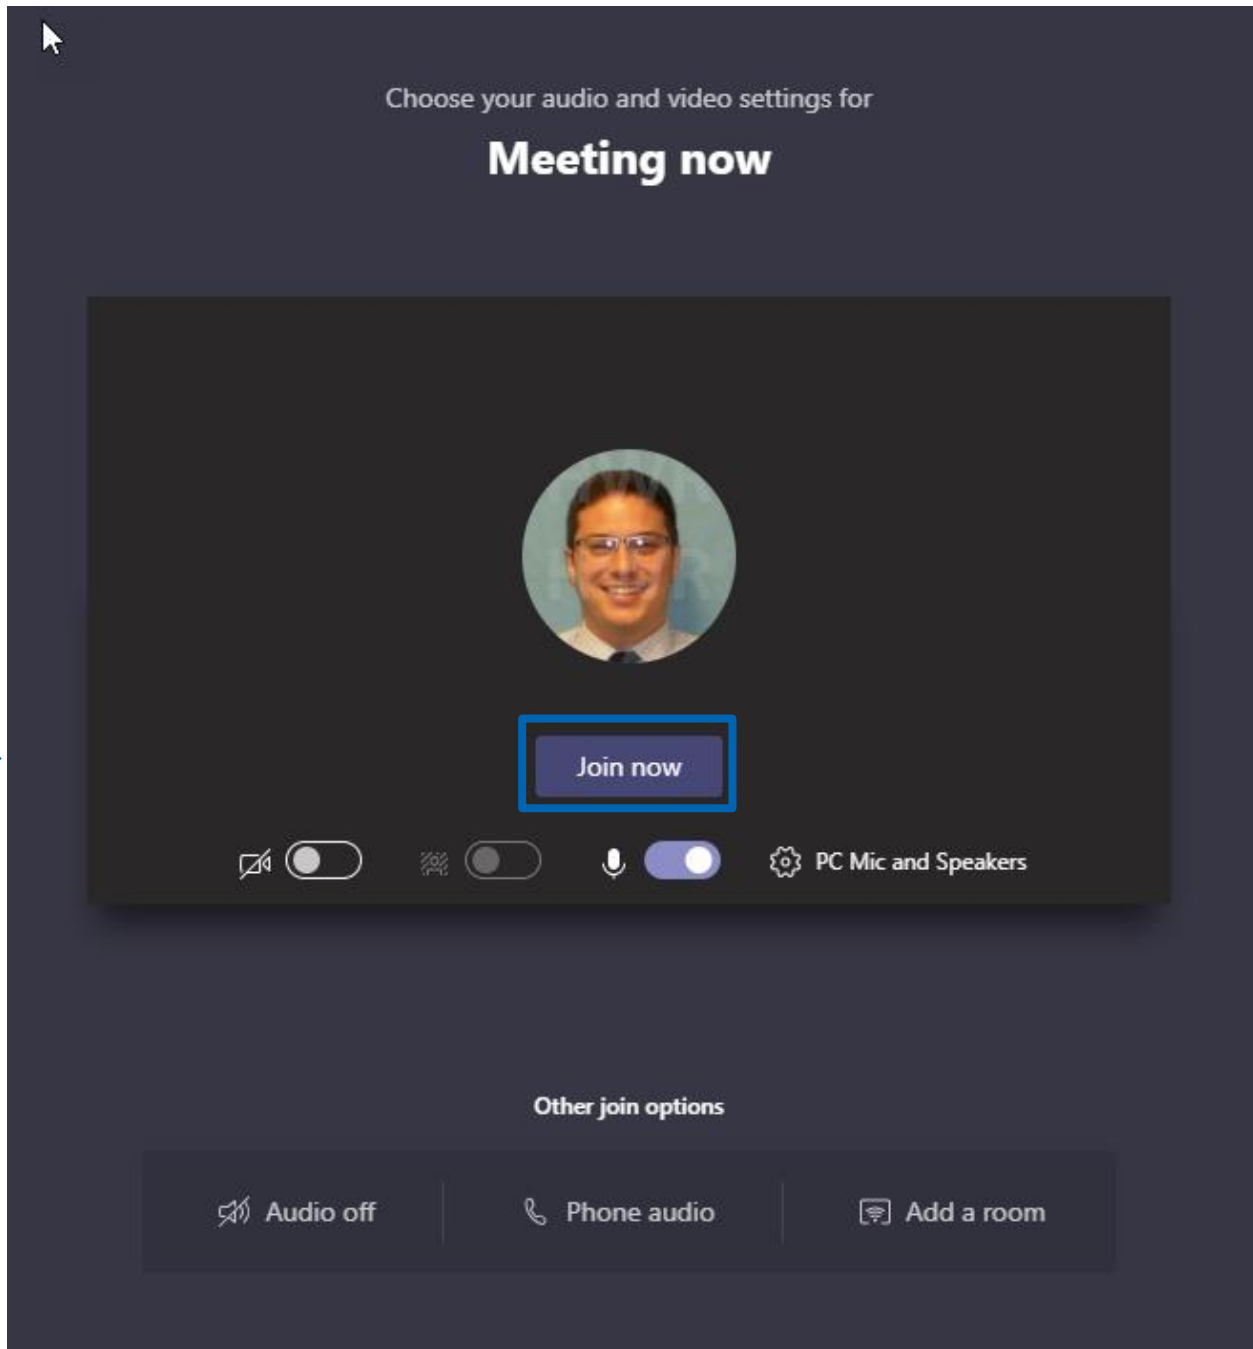 Choose your audio and video settings for
Meeting now
Join now
PC Mic and Speakers
Other join options
Audio off
Phone audio
Add a room